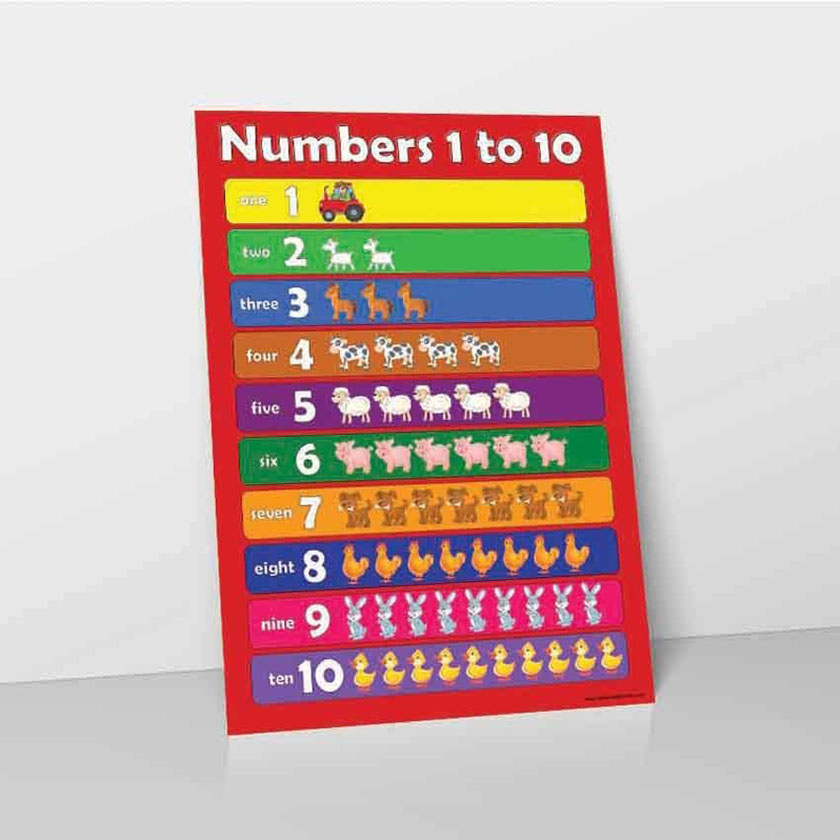 Numbers 1 to 10
one 1
two 2
three 3
four 4
five 5
six 6
seven 7
eight 8
nine 9
ten 10